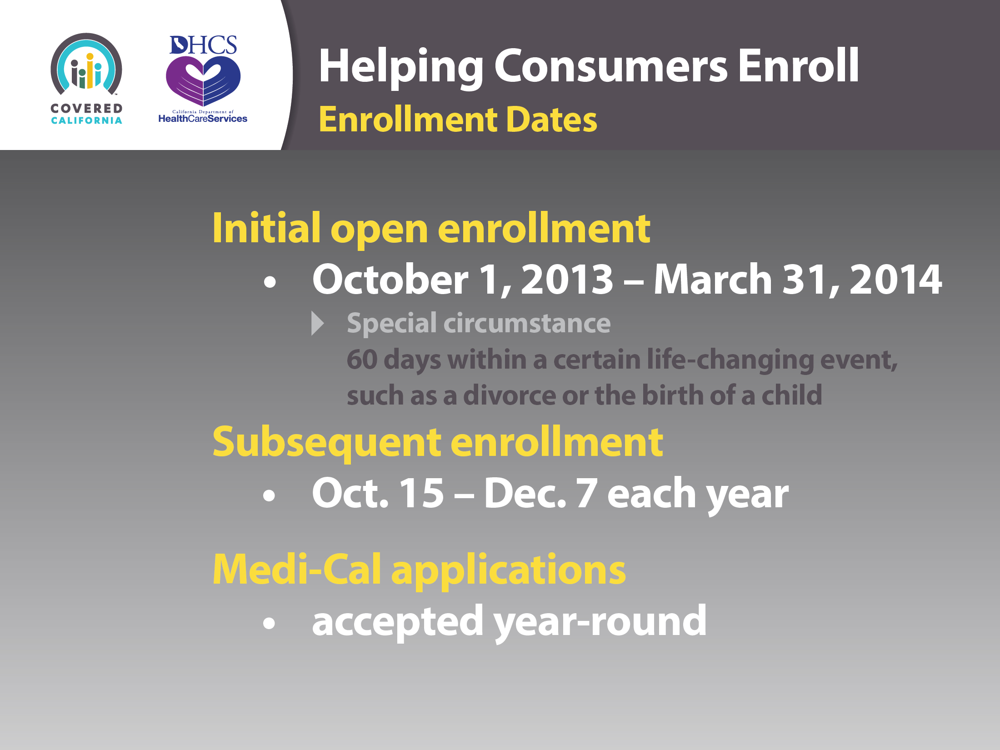 COVERED
CALIFORNIA
™
DHCS
California Department of
HealthCareServices
Helping Consumers Enroll
Enrollment Dates
Initial open enrollment
• October 1, 2013 – March 31, 2014
Special circumstance
60 days within a certain life-changing event,
such as a divorce or the birth of a child
Subsequent enrollment
• Oct. 15 – Dec. 7 each year
Medi-Cal applications
• accepted year-round